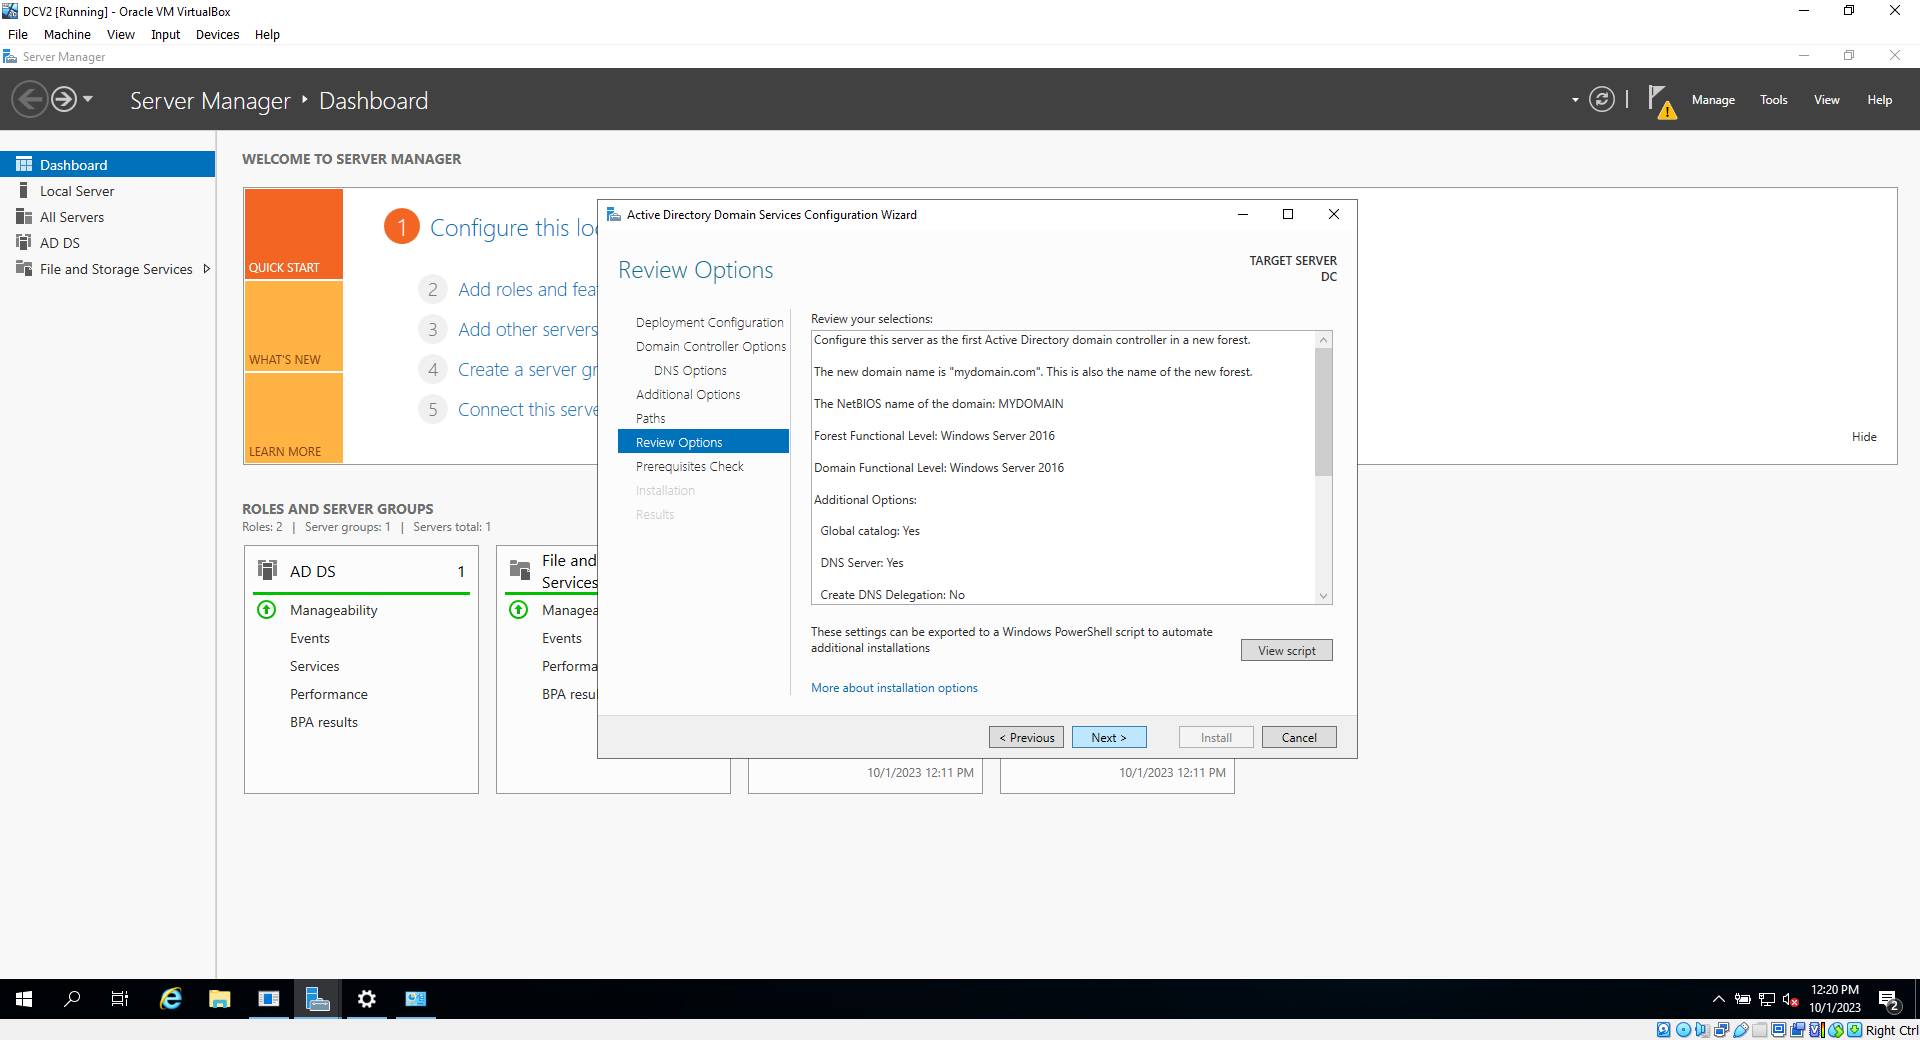 DCV2 [Running] - Oracle VM VirtualBox
File Machine View Input Devices Help
Server Manager
Server Manager Dashboard
Manage Tools View Help
Dashboard
Local Server
All Servers
AD DS
File and Storage Services
WELCOME TO SERVER MANAGER
QUICK START
WHAT'S NEW
LEARN MORE
1 Configure this lo
2 Add roles and fea
3 Add other servers
4 Create a server gr
5 Connect this serve
Hide
ROLES AND SERVER GROUPS
Roles: 2 | Server groups: 1 | Servers total: 1
AD DS 1
Manageability
Events
Services
Performance
BPA results
File and
Services
Managea
Events
Performa
BPA resul
10/1/2023 12:11 PM
10/1/2023 12:11 PM
Active Directory Domain Services Configuration Wizard
Review Options
TARGET SERVER
DC
Deployment Configuration
Domain Controller Options
DNS Options
Additional Options
Paths
Review Options
Prerequisites Check
Installation
Results
Review your selections:
Configure this server as the first Active Directory domain controller in a new forest.
The new domain name is "mydomain.com". This is also the name of the new forest.
The NetBIOS name of the domain: MYDOMAIN
Forest Functional Level: Windows Server 2016
Domain Functional Level: Windows Server 2016
Additional Options:
Global catalog: Yes
DNS Server: Yes
Create DNS Delegation: No
These settings can be exported to a Windows PowerShell script to automate
additional installations
View script
More about installation options
< Previous
Next >
Install
Cancel
12:20 PM
10/1/2023
2
Right Ctrl